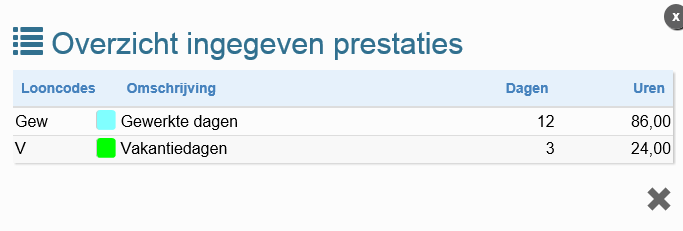 x
Overzicht ingegeven prestaties
Looncodes Omschrijving Dagen Uren
Gew Gewerkte dagen 12 86,00
V Vakantiedagen 3 24,00